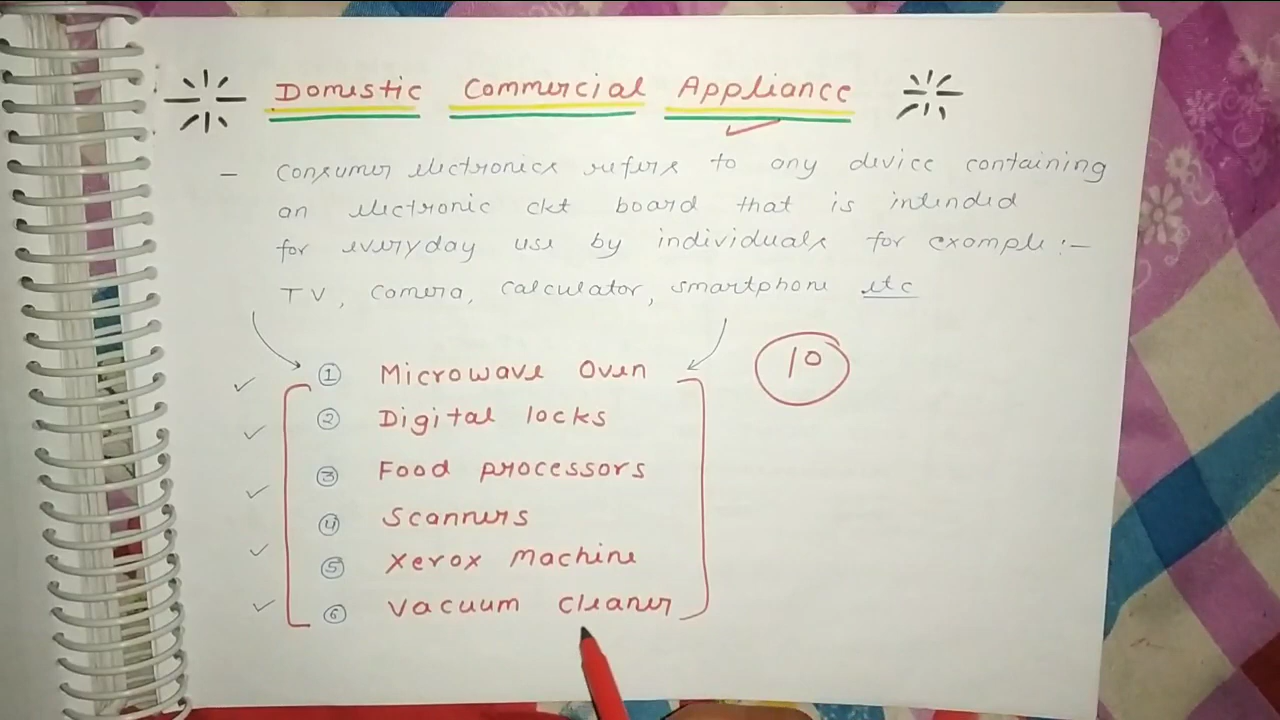 Domestic Commercial Appliance
- Consumer electronics refers to any device containing
an electronic ckt board that is intended
for everyday use by individuals for example :-
TV, Camera, Calculator, smartphone etc
① Microwave Oven
10
② Digital locks
③ Food processors
④ Scanners
⑤ Xerox Machine
⑥ Vacuum cleaner